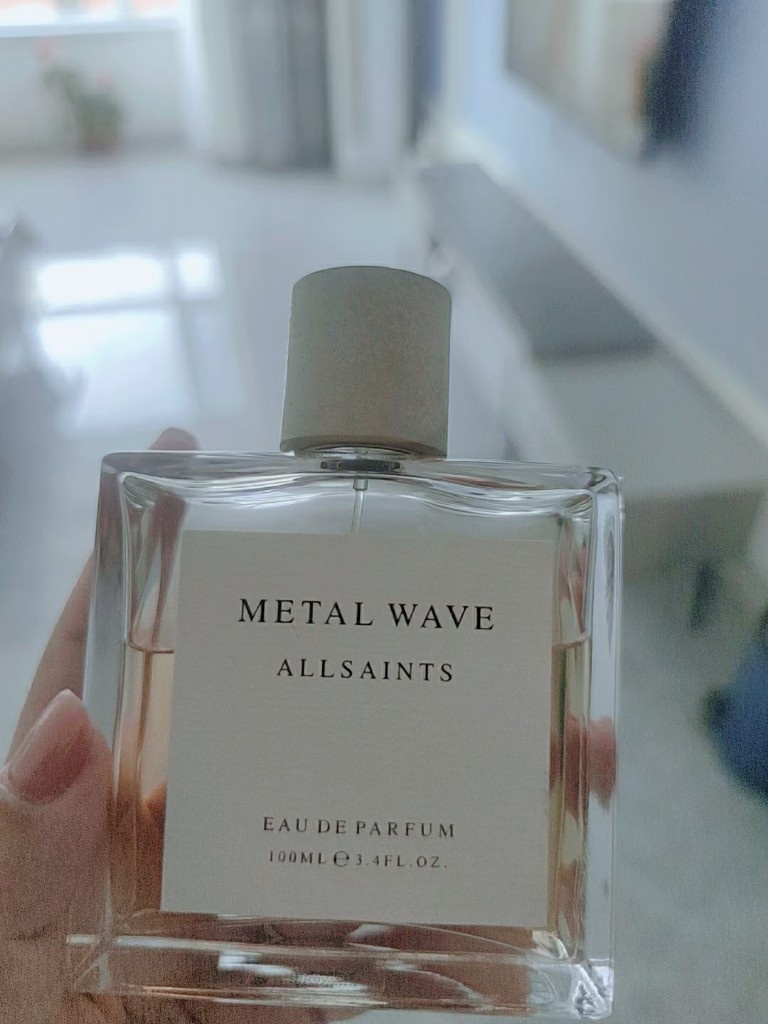 METAL WAVE
ALLSAINTS
EAU DE PARFUM
100ML ℮ 3.4FL.OZ.